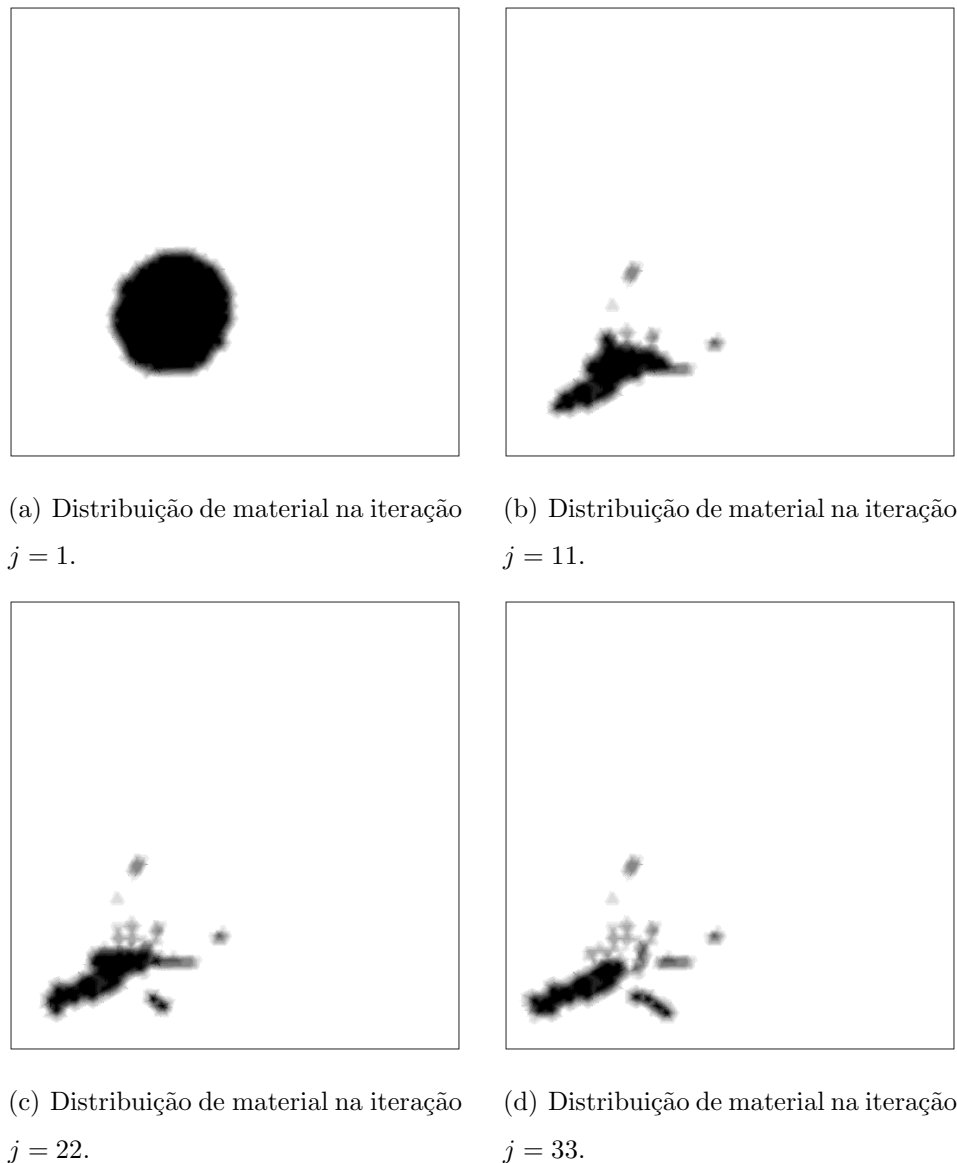 (a) Distribuição de material na iteração
j = 1.
(b) Distribuição de material na iteração
j = 11.
(c) Distribuição de material na iteração
j = 22.
(d) Distribuição de material na iteração
j = 33.